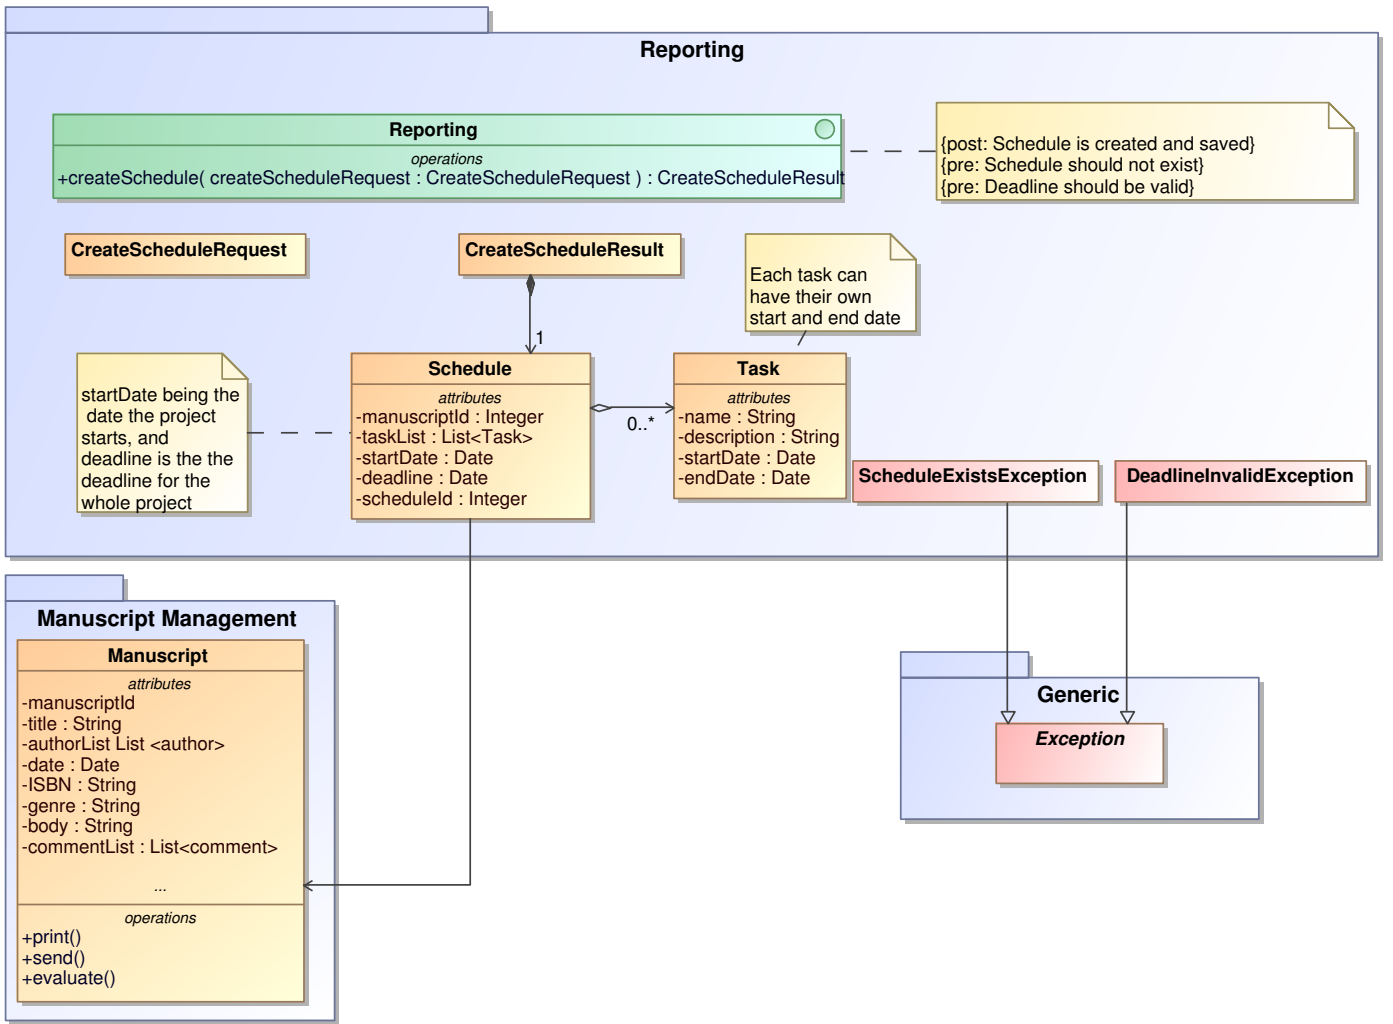 Reporting
Reporting
operations
+createSchedule( createScheduleRequest : CreateScheduleRequest ) : CreateScheduleResult
{post: Schedule is created and saved}
{pre: Schedule should not exist}
{pre: Deadline should be valid}
CreateScheduleRequest
CreateScheduleResult
Each task can
have their own
start and end date
1
startDate being the
date the project
starts, and
deadline is the the
deadline for the
whole project
Schedule
attributes
-manuscriptId : Integer
-taskList : List<Task>
-startDate : Date
-deadline : Date
-scheduleId : Integer
0..*
Task
attributes
-name : String
-description : String
-startDate : Date
-endDate : Date
ScheduleExistsException
DeadlineInvalidException
Manuscript Management
Manuscript
attributes
-manuscriptId
-title : String
-authorList List <author>
-date : Date
-ISBN : String
-genre : String
-body : String
-commentList : List<comment>
...
operations
+print()
+send()
+evaluate()
Generic
Exception